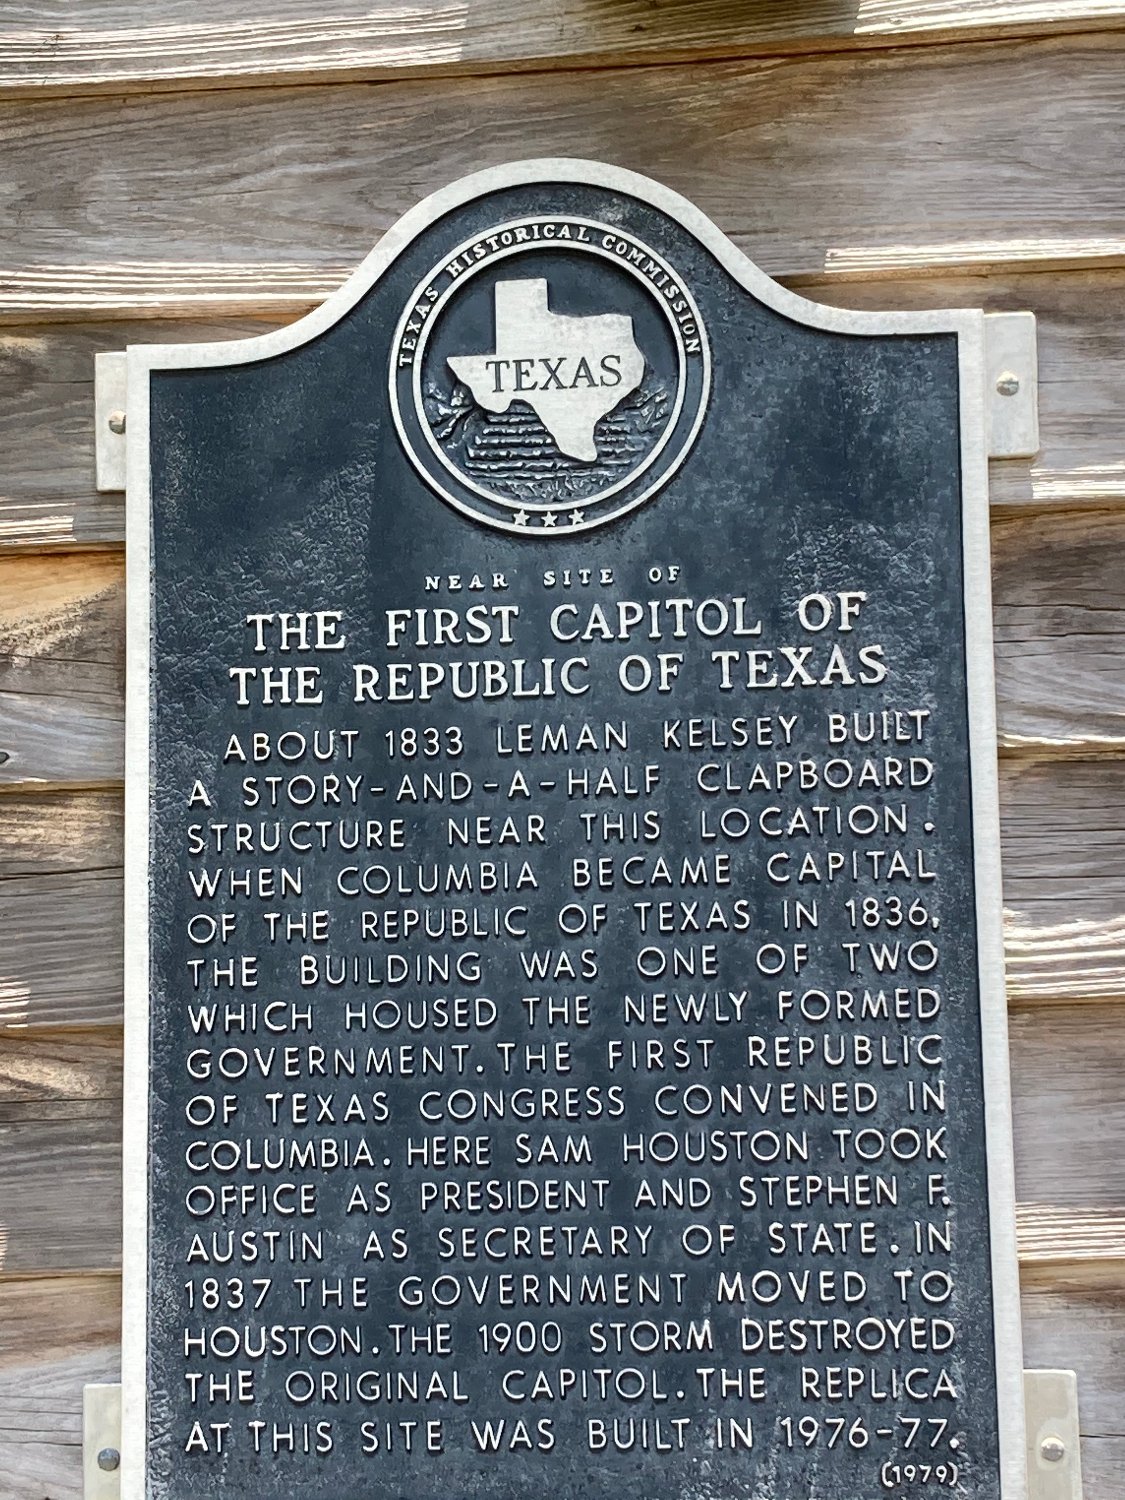 TEXAS HISTORICAL COMMISSION
TEXAS
NEAR SITE OF
THE FIRST CAPITOL OF
THE REPUBLIC OF TEXAS
ABOUT 1833 LEMAN KELSEY BUILT
A STORY-AND-A-HALF CLAPBOARD
STRUCTURE NEAR THIS LOCATION.
WHEN COLUMBIA BECAME CAPITAL
OF THE REPUBLIC OF TEXAS IN 1836,
THE BUILDING WAS ONE OF TWO
WHICH HOUSED THE NEWLY FORMED
GOVERNMENT. THE FIRST REPUBLIC
OF TEXAS CONGRESS CONVENED IN
COLUMBIA. HERE SAM HOUSTON TOOK
OFFICE AS PRESIDENT AND STEPHEN F.
AUSTIN AS SECRETARY OF STATE. IN
1837 THE GOVERNMENT MOVED TO
HOUSTON. THE 1900 STORM DESTROYED
THE ORIGINAL CAPITOL. THE REPLICA
AT THIS SITE WAS BUILT IN 1976-77.
(1979)